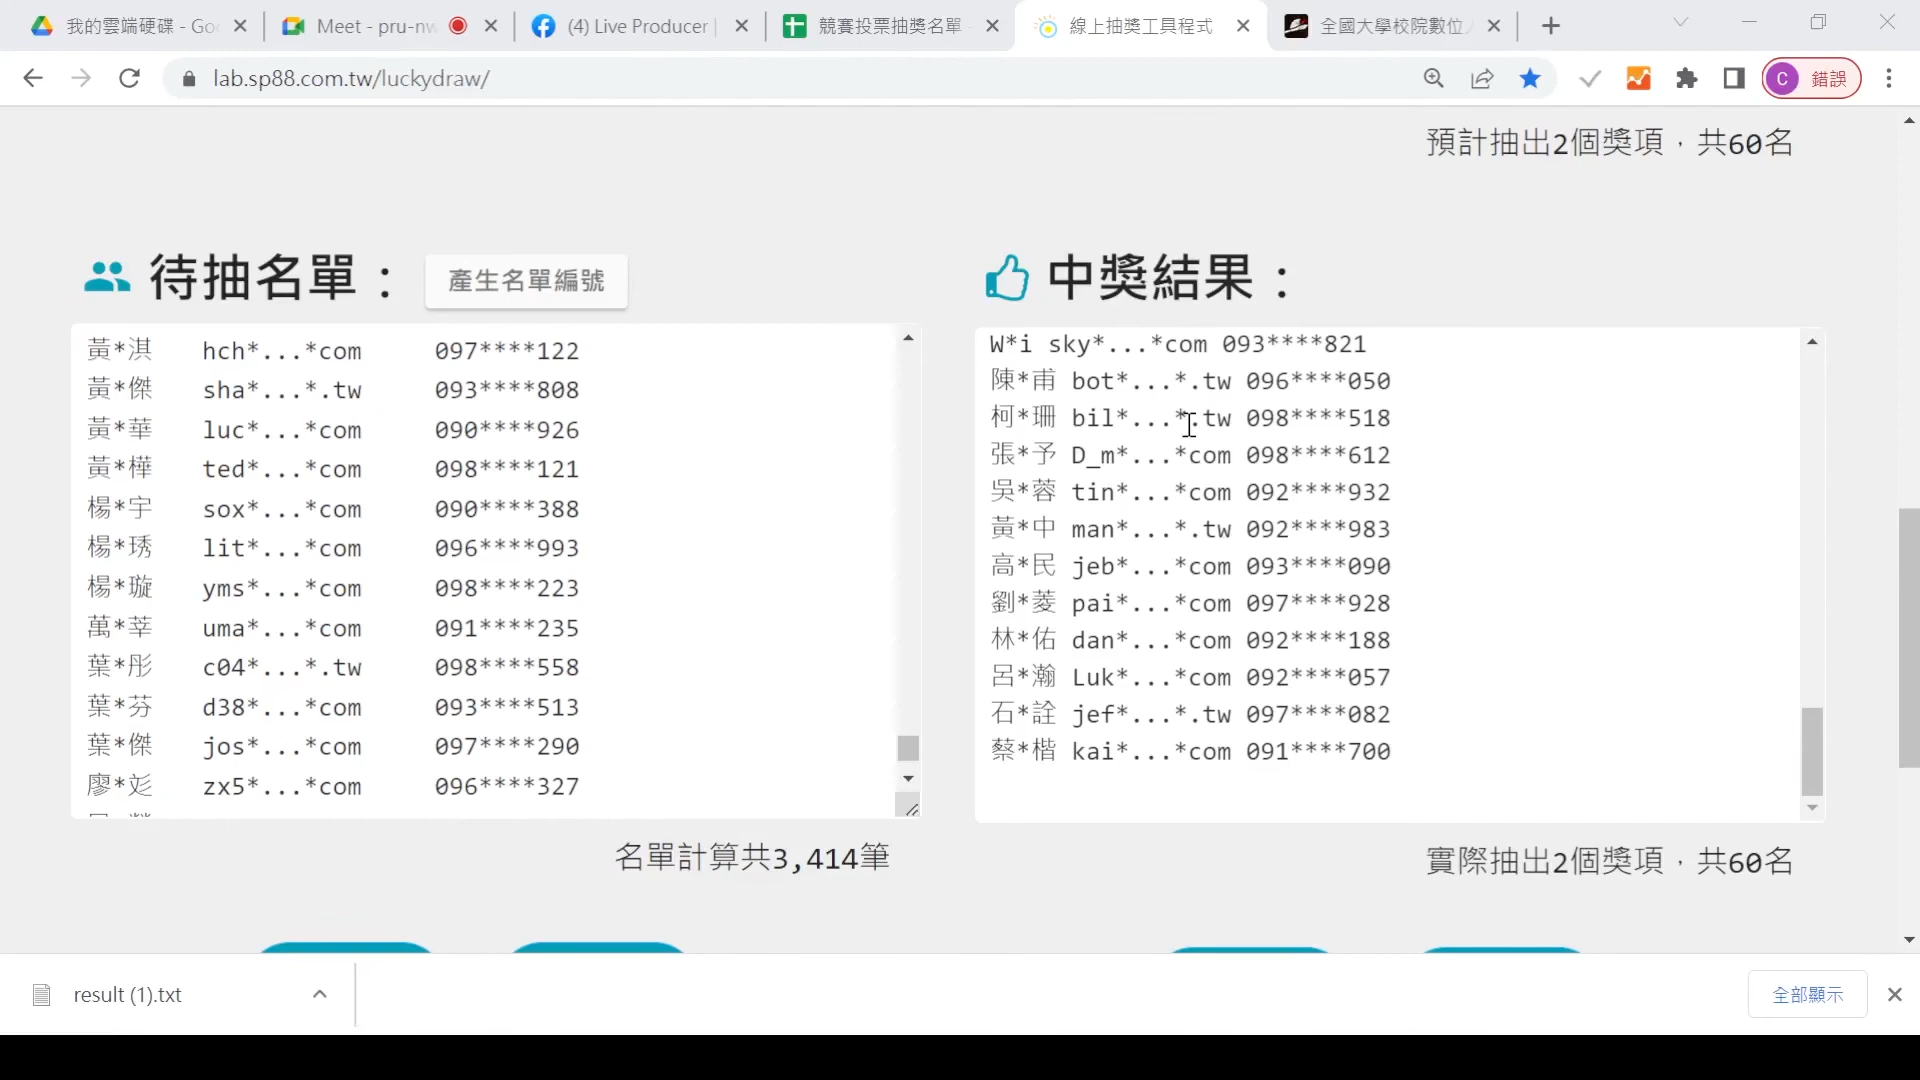 我的雲端硬碟 - Go
Meet - pru-nw
(4) Live Producer
競賽投票抽獎名單
線上抽獎工具程式
全國大學校院數位
lab.sp88.com.tw/luckydraw/
C
錯誤
預計抽出2個獎項，共60名
待抽名單：
產生名單編號
黃*淇 hch*...*com 097****122
黃*傑 sha*...*.tw 093****808
黃*華 luc*...*com 090****926
黃*樺 ted*...*com 098****121
楊*宇 sox*...*com 090****388
楊*琇 lit*...*com 096****993
楊*璇 yms*...*com 098****223
萬*莘 uma*...*com 091****235
葉*彤 c04*...*.tw 098****558
葉*芬 d38*...*com 093****513
葉*傑 jos*...*com 097****290
廖*彣 zx5*...*com 096****327
名單計算共3,414筆
中獎結果：
W*i sky*...*com 093****821
陳*甫 bot*...*.tw 096****050
柯*珊 bil*...*.tw 098****518
張*予 D_m*...*com 098****612
吳*蓉 tin*...*com 092****932
黃*中 man*...*.tw 092****983
高*民 jeb*...*com 093****090
劉*菱 pai*...*com 097****928
林*佑 dan*...*com 092****188
呂*瀚 Luk*...*com 092****057
石*詮 jef*...*.tw 097****082
蔡*楷 kai*...*com 091****700
實際抽出2個獎項，共60名
result (1).txt
全部顯示